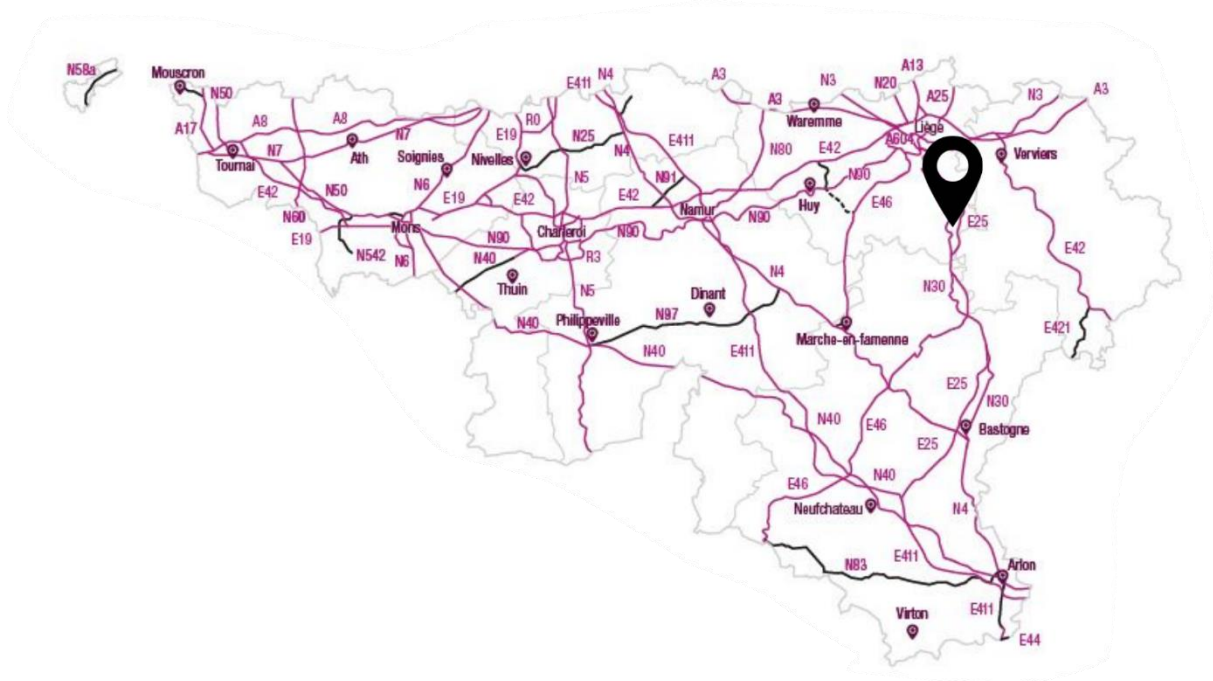 N58a
Mouscron
N50
A17
A8
A8
N7
N7
Tournai
Ath
Soignies
E42
N50
N60
E19
N542
N6
N6
Mons
E19
E19
R0
E411
N4
Nivelles
N25
N4
E411
E42
N5
E42
N91
Charleroi
N90
N90
N40
R3
Thuin
N5
Philippeville
N40
N40
N97
Dinant
Namur
N90
N80
A3
A3
N3
Waremme
N20
A13
A25
Liège
A604
E42
N90
Huy
E46
N3
A3
Verviers
E25
E42
N30
E421
N4
Marche-en-famenne
E411
N40
E46
E25
N30
Bastogne
E25
N40
E46
Neufchateau
N4
E411
N83
Arlon
E411
Virton
E44